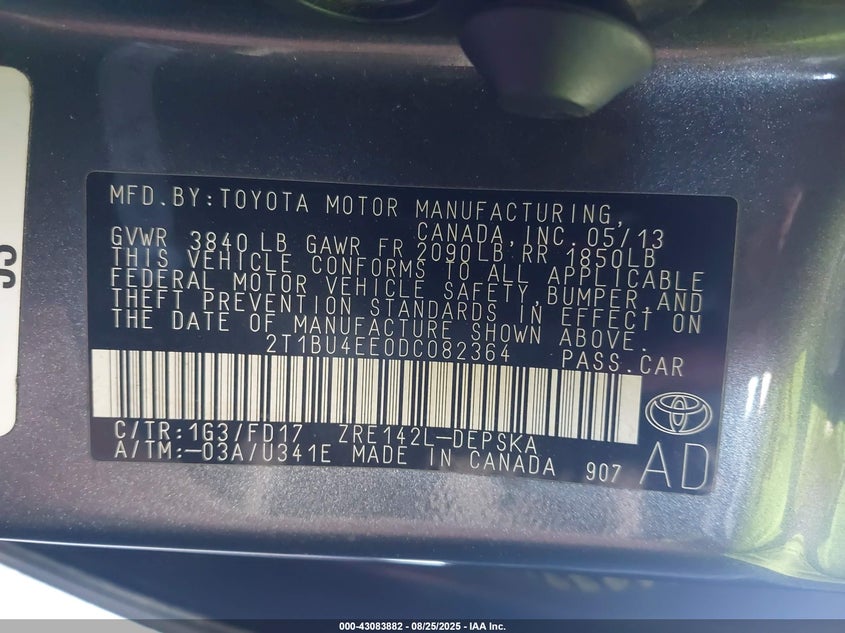 MFD.BY:TOYOTA MOTOR MANUFACTURING,
CANADA,INC.05/13
GVWR 3840LB GAWR FR 2090LB RR 1850LB
THIS VEHICLE CONFORMS TO ALL APPLICABLE
FEDERAL MOTOR VEHICLE SAFETY,BUMPER,AND
THEFT PREVENTION STANDARDS IN EFFECT ON
THE DATE OF MANUFACTURE SHOWN ABOVE.
2T1BU4EE0DC082364 PASS.CAR
C/TR:1G3/FD17 ZRE142L-DEPSKA
A/TM:-03A/U341E MADE IN CANADA 907
AD
000-43083882 - 08/25/2025 - IAA Inc.